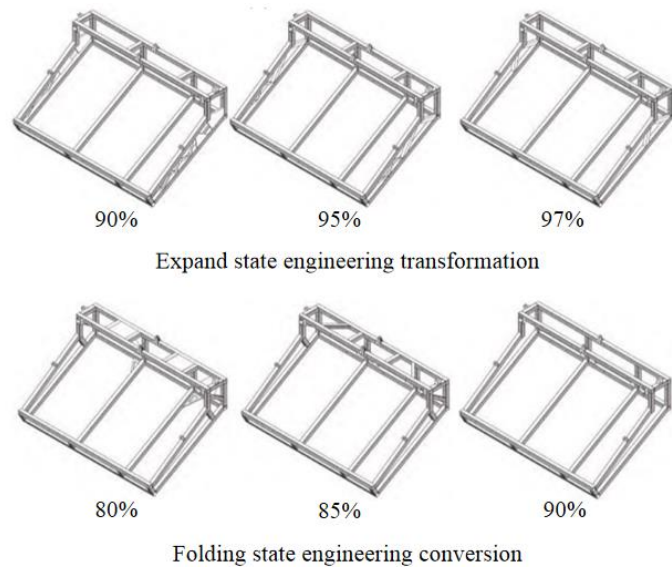 90% 95% 97%
Expand state engineering transformation
80% 85% 90%
Folding state engineering conversion